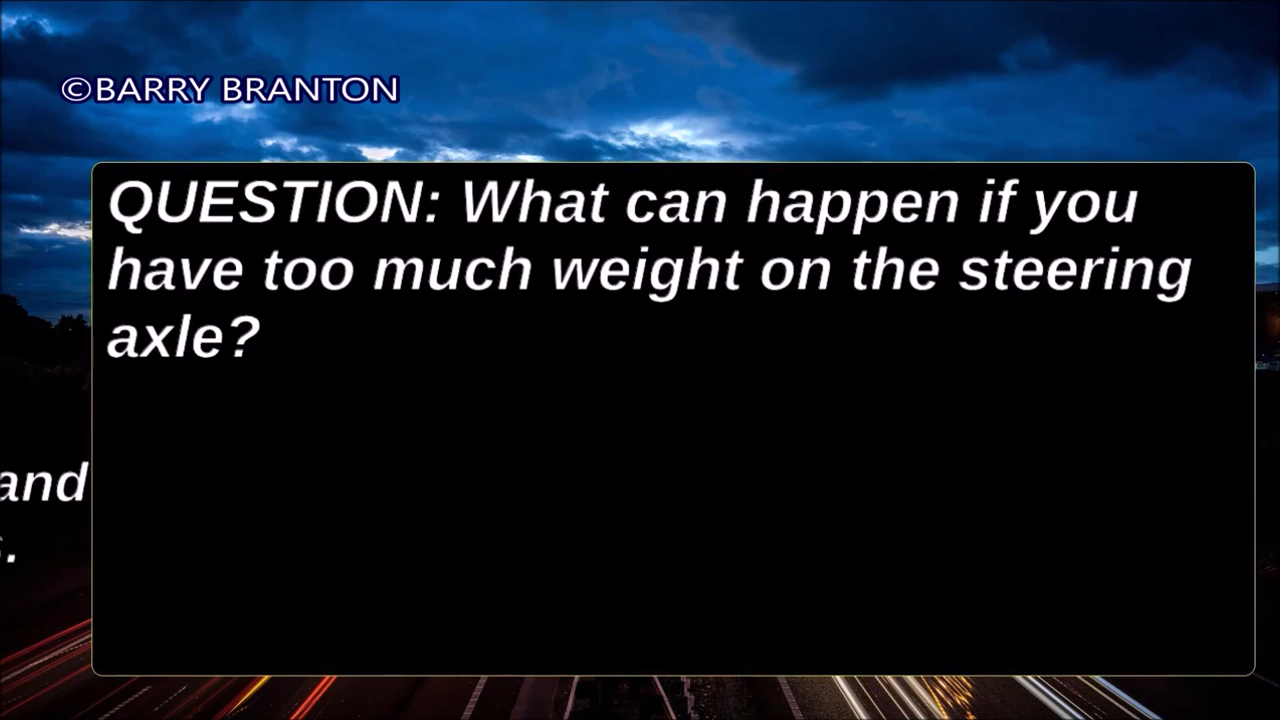 ©BARRY BRANTON
QUESTION: What can happen if you
have too much weight on the steering
axle?
and
s.